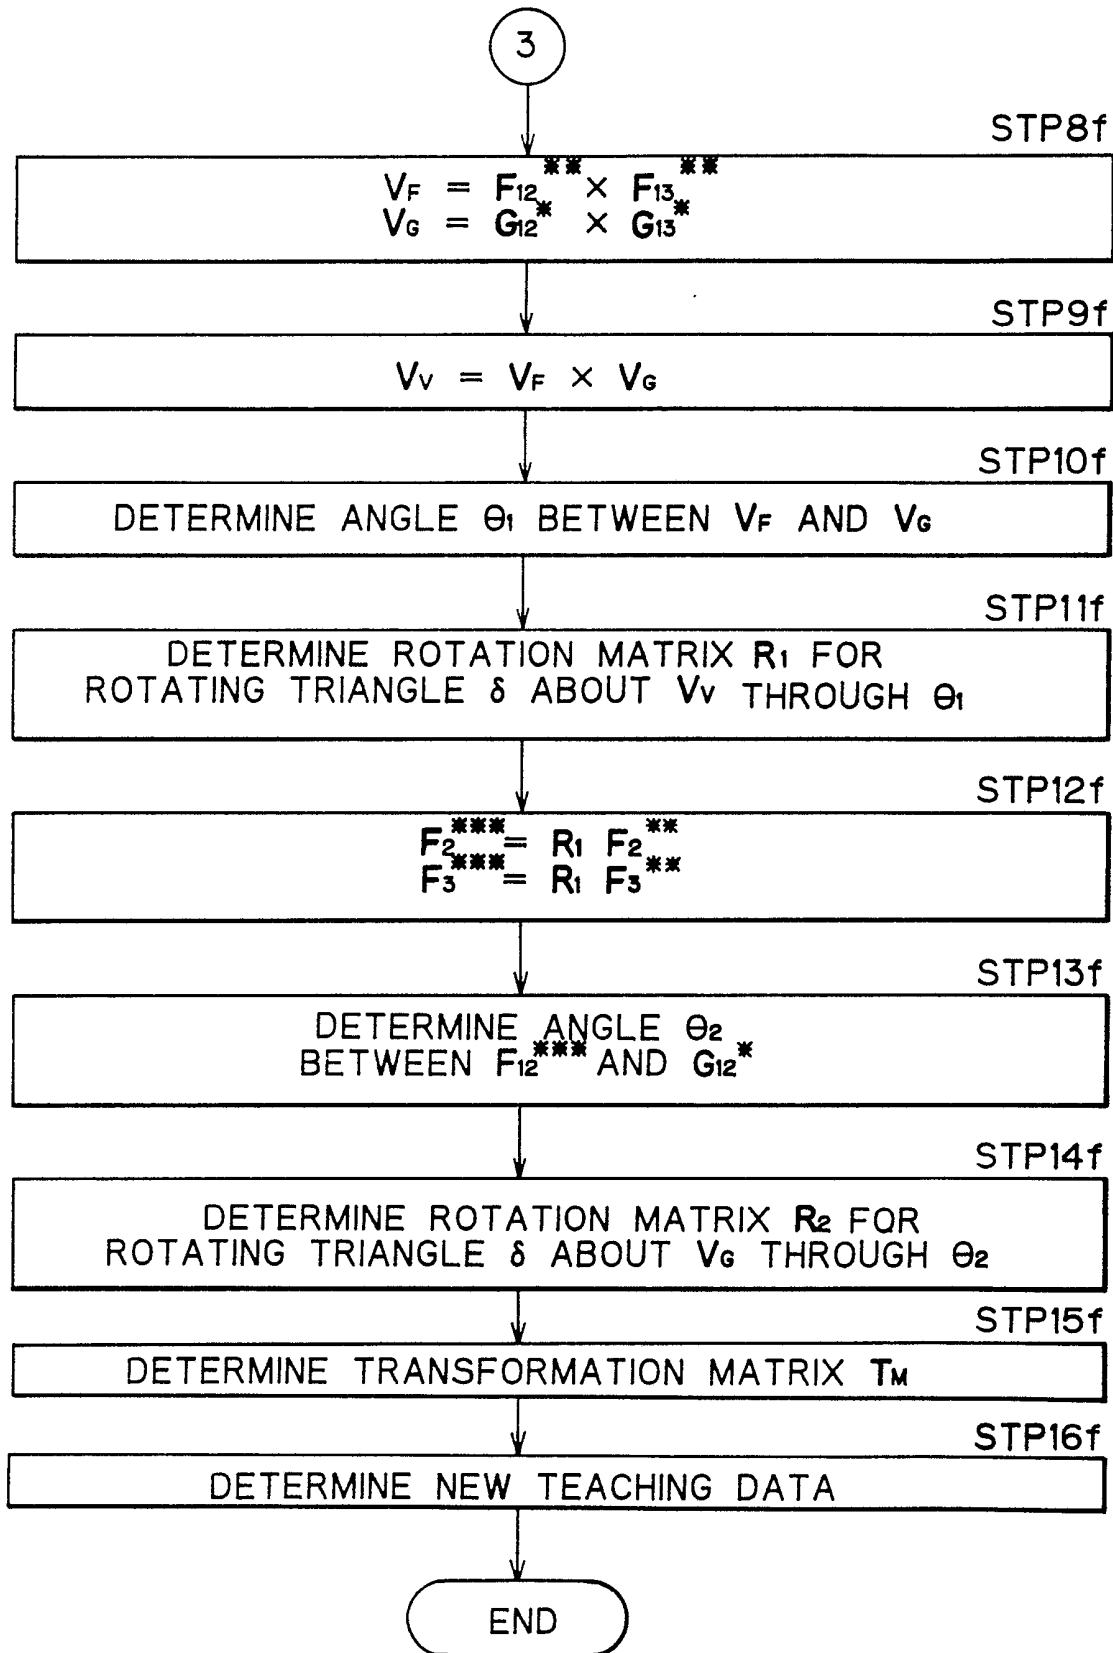 3
STP8f
VF = F12** × F13**
VG = G12* × G13*
STP9f
VV = VF × VG
STP10f
DETERMINE ANGLE θ1 BETWEEN VF AND VG
STP11f
DETERMINE ROTATION MATRIX R1 FOR
ROTATING TRIANGLE δ ABOUT VV THROUGH θ1
STP12f
F2*** = R1 F2**
F3*** = R1 F3**
STP13f
DETERMINE ANGLE θ2
BETWEEN F12*** AND G12*
STP14f
DETERMINE ROTATION MATRIX R2 FOR
ROTATING TRIANGLE δ ABOUT VG THROUGH θ2
STP15f
DETERMINE TRANSFORMATION MATRIX TM
STP16f
DETERMINE NEW TEACHING DATA
END